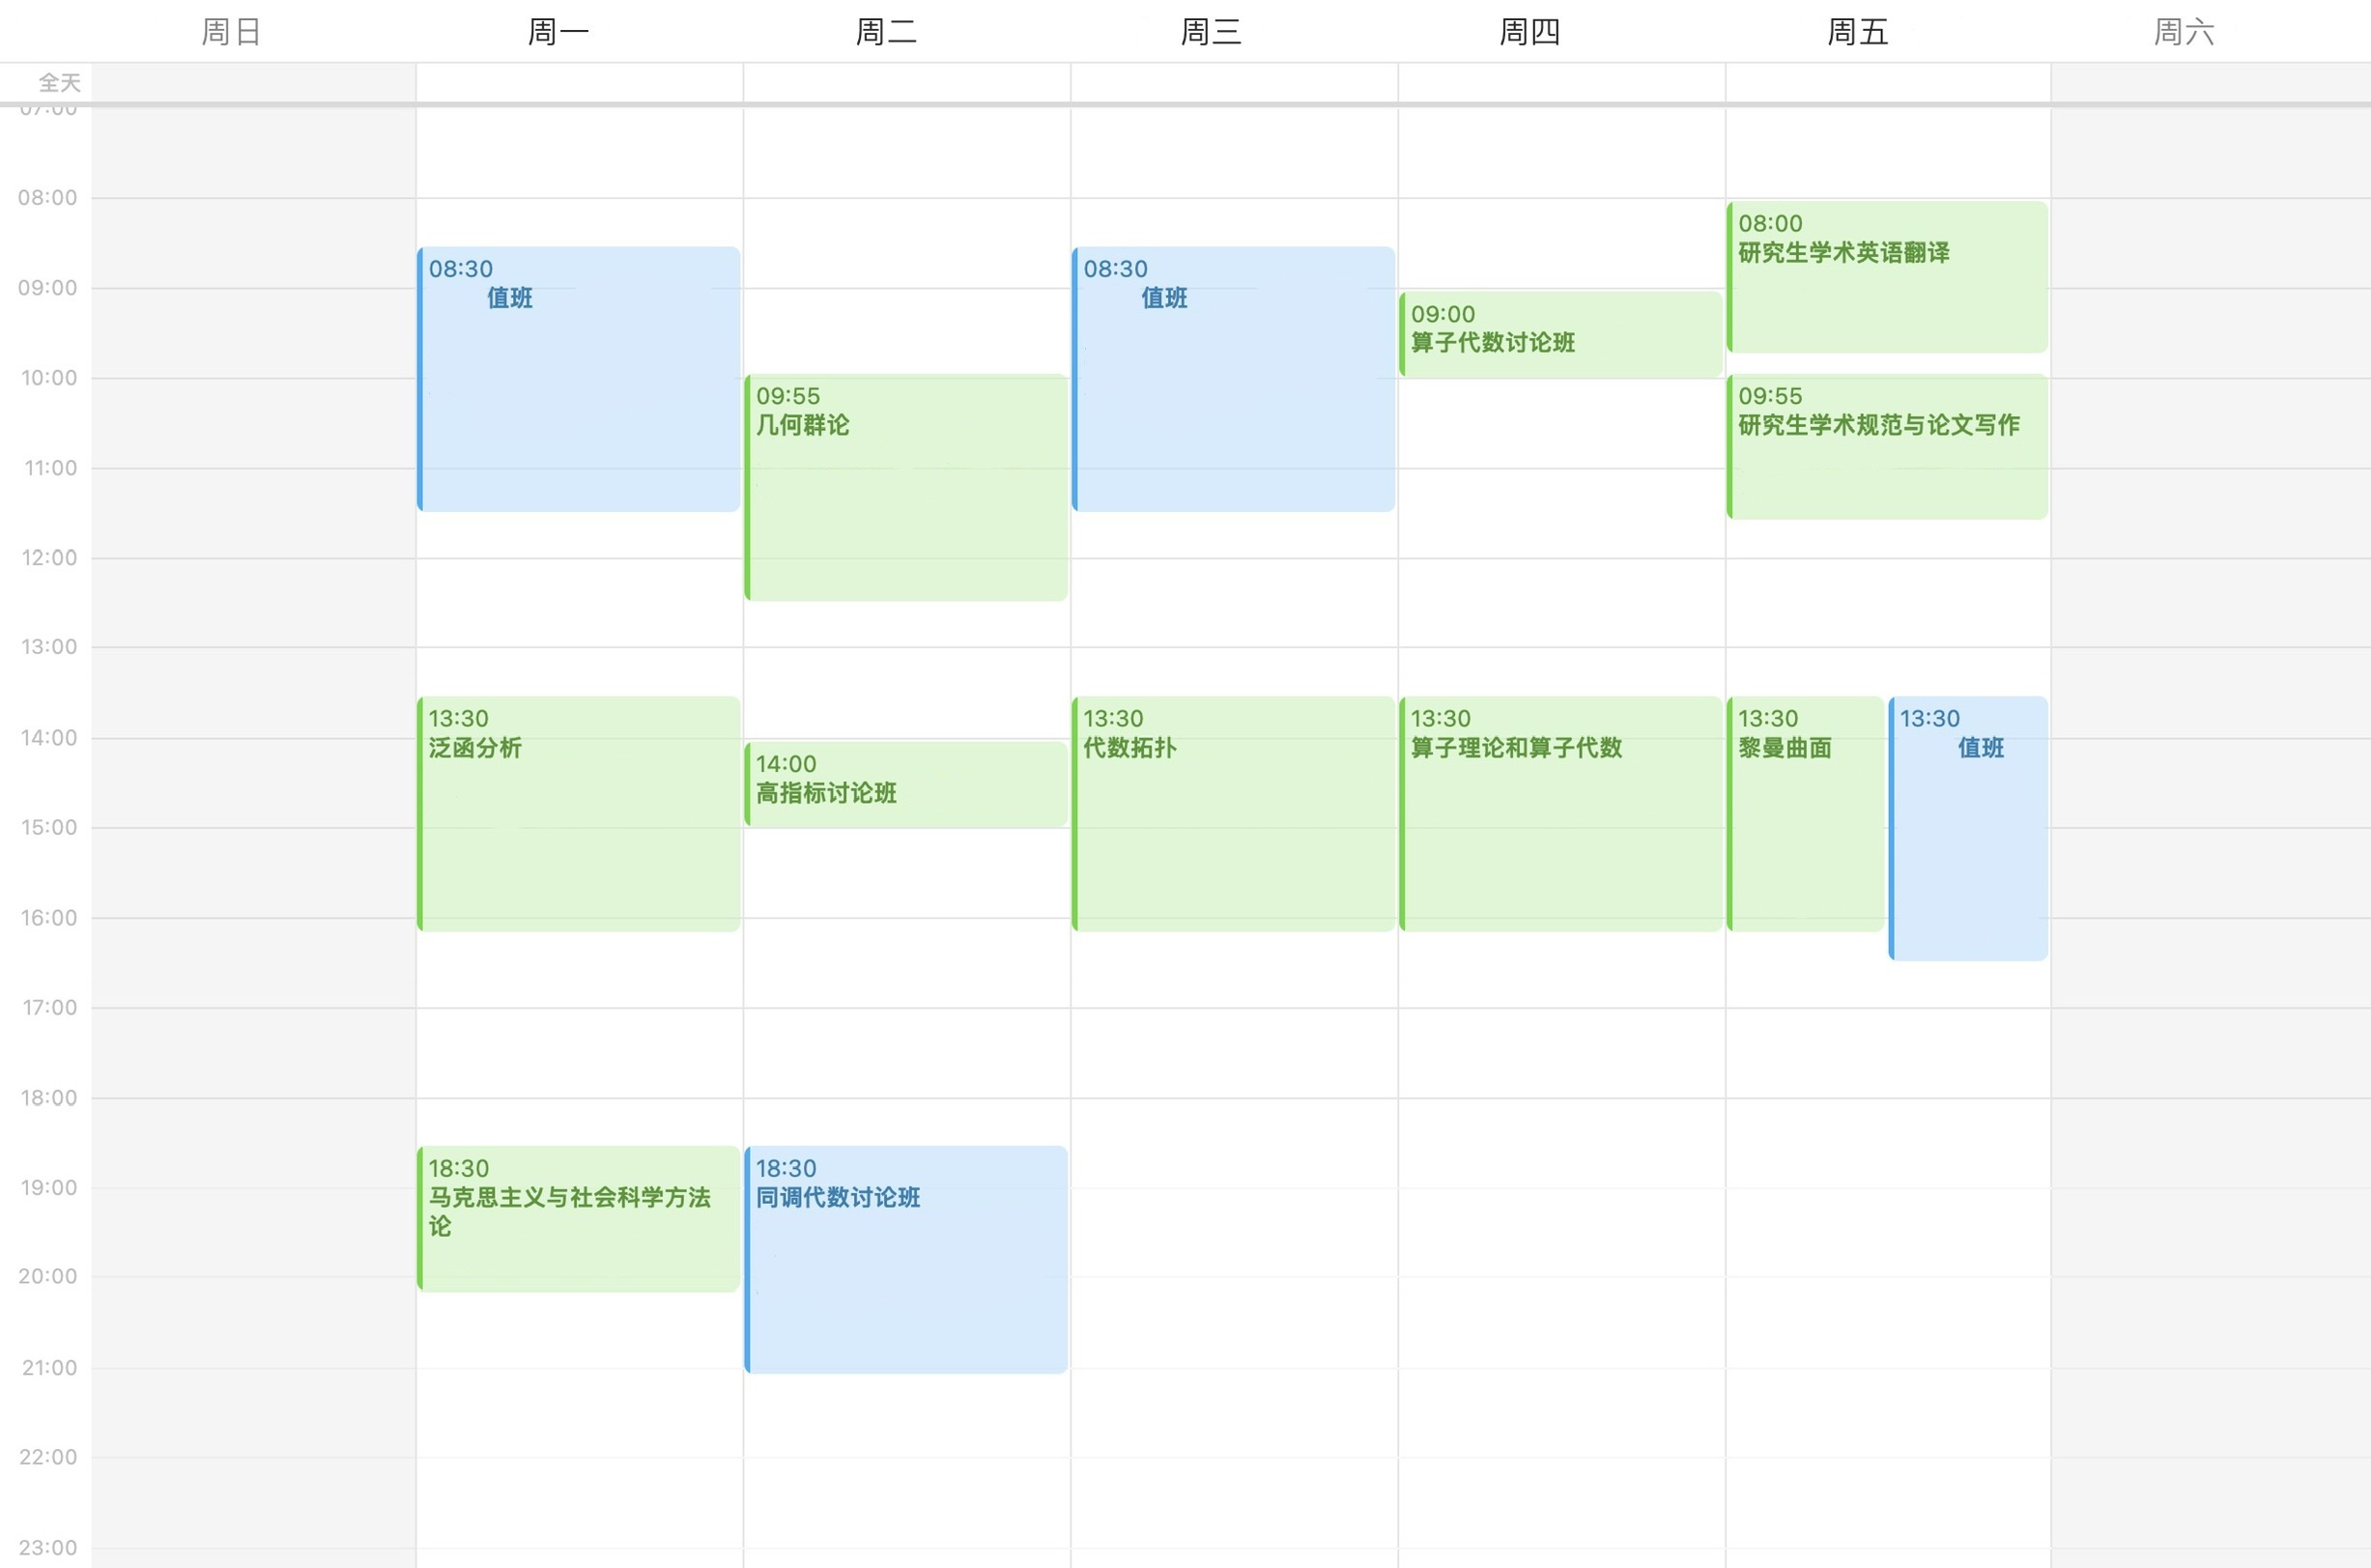 周日
周一
周二
周三
周四
周五
周六
全天
07:00
08:00
09:00
10:00
11:00
12:00
13:00
14:00
15:00
16:00
17:00
18:00
19:00
20:00
21:00
22:00
23:00
08:30
值班
13:30
泛函分析
18:30
马克思主义与社会科学方法
论
09:55
几何群论
14:00
高指标讨论班
18:30
同调代数讨论班
08:30
值班
13:30
代数拓扑
09:00
算子代数讨论班
13:30
算子理论和算子代数
08:00
研究生学术英语翻译
09:55
研究生学术规范与论文写作
13:30
黎曼曲面
13:30
值班